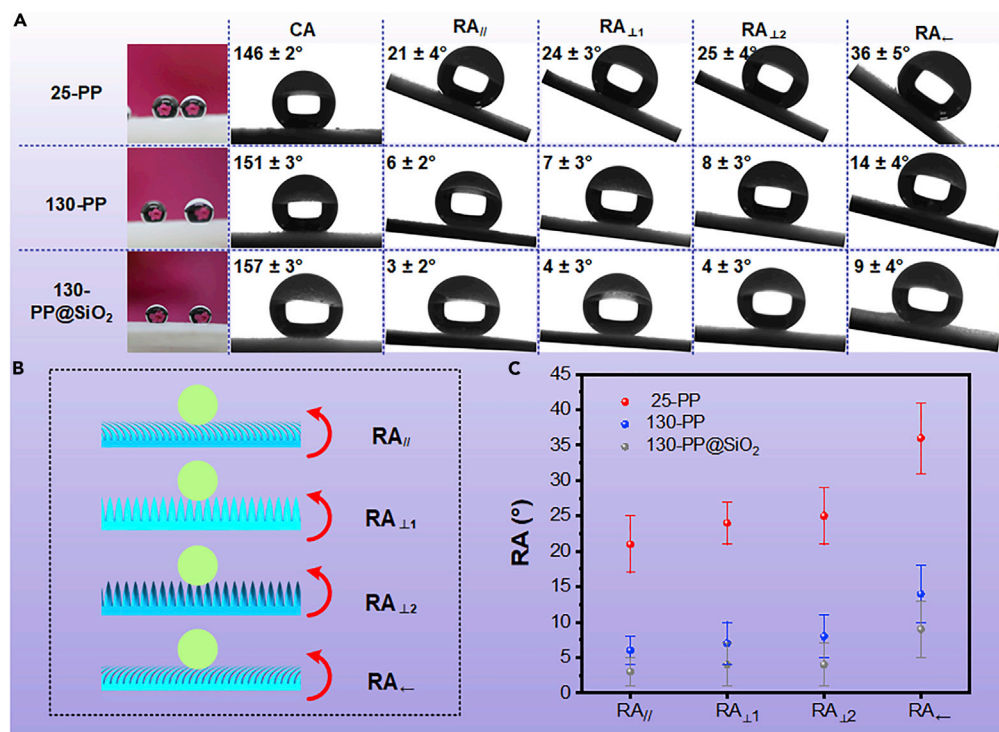 A
CA
RA//
RA⊥1
RA⊥2
RA←
25-PP
146 ± 2°
21 ± 4°
24 ± 3°
25 ± 4°
36 ± 5°
130-PP
151 ± 3°
6 ± 2°
7 ± 3°
8 ± 3°
14 ± 4°
130-
PP@SiO₂
157 ± 3°
3 ± 2°
4 ± 3°
4 ± 3°
9 ± 4°
B
RA//
RA⊥1
RA⊥2
RA←
C
45
40
35
30
25
20
15
10
5
0
RA (°)
25-PP
130-PP
130-PP@SiO₂
RA//
RA⊥1
RA⊥2
RA←